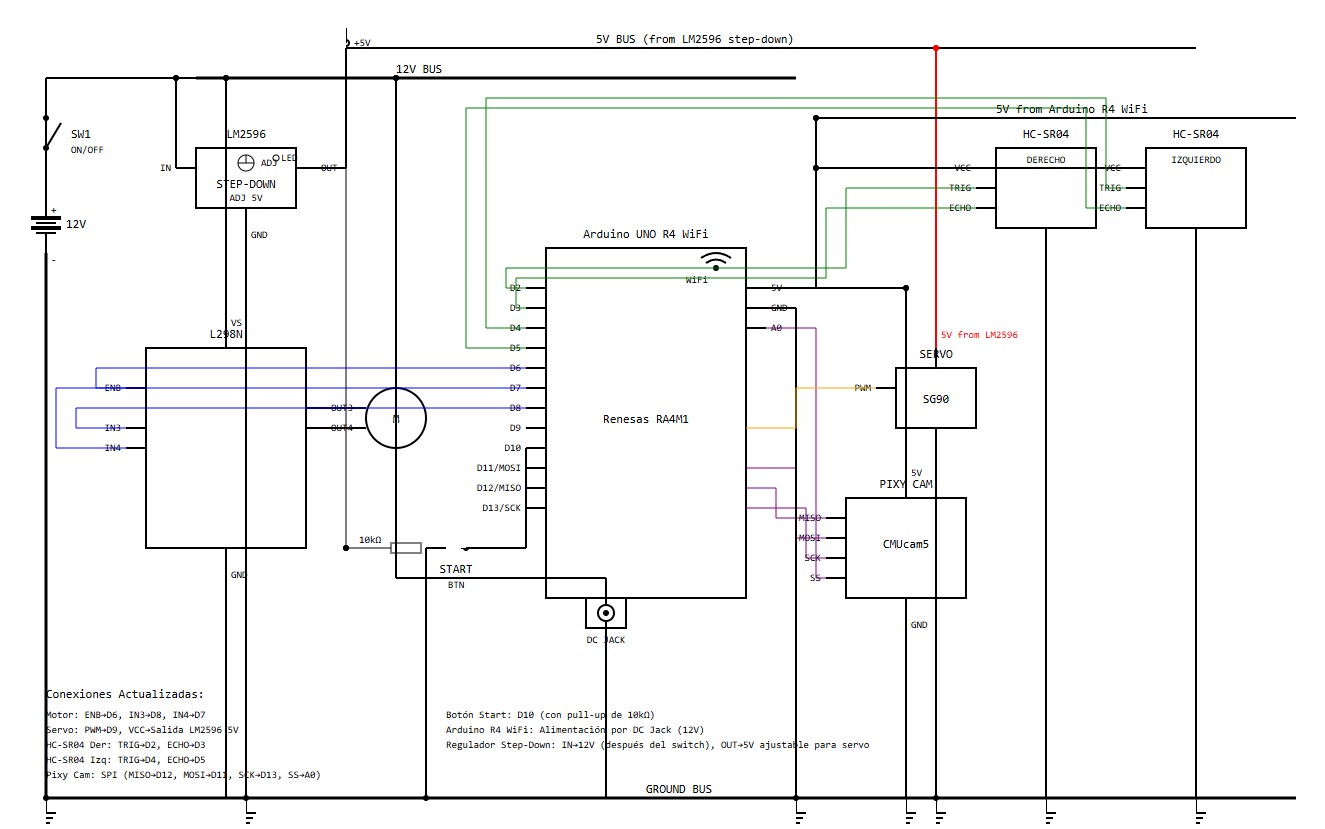 +5V
5V BUS (from LM2596 step-down)
12V BUS
5V from Arduino R4 WiFi
SW1
ON/OFF
LM2596
HC-SR04
HC-SR04
IN
ADJ
LED
OUT
STEP-DOWN
ADJ 5V
VCC
DERECHO
VCC
IZQUIERDO
TRIG
TRIG
ECHO
ECHO
+
12V
-
GND
Arduino UNO R4 WiFi
WiFi
D2
5V
D3
GND
D4
A0
VS
L298N
5V from LM2596
D5
SERVO
D6
ENB
D7
PWM
SG90
OUT3
D8
M
Renesas RA4M1
IN3
OUT4
D9
IN4
D10
D11/MOSI
5V
PIXY CAM
D12/MISO
D13/SCK
MISO
10kΩ
MOSI
CMUcam5
SCK
START
SS
GND
BTN
DC JACK
GND
Conexiones Actualizadas:
Motor: ENB→D6, IN3→D8, IN4→D7
Servo: PWM→D9, VCC→Salida LM2596 5V
HC-SR04 Der: TRIG→D2, ECHO→D3
HC-SR04 Izq: TRIG→D4, ECHO→D5
Pixy Cam: SPI (MISO→D12, MOSI→D11, SCK→D13, SS→A0)
Botón Start: D10 (con pull-up de 10kΩ)
Arduino R4 WiFi: Alimentación por DC Jack (12V)
Regulador Step-Down: IN→12V (después del switch), OUT→5V ajustable para servo
GROUND BUS